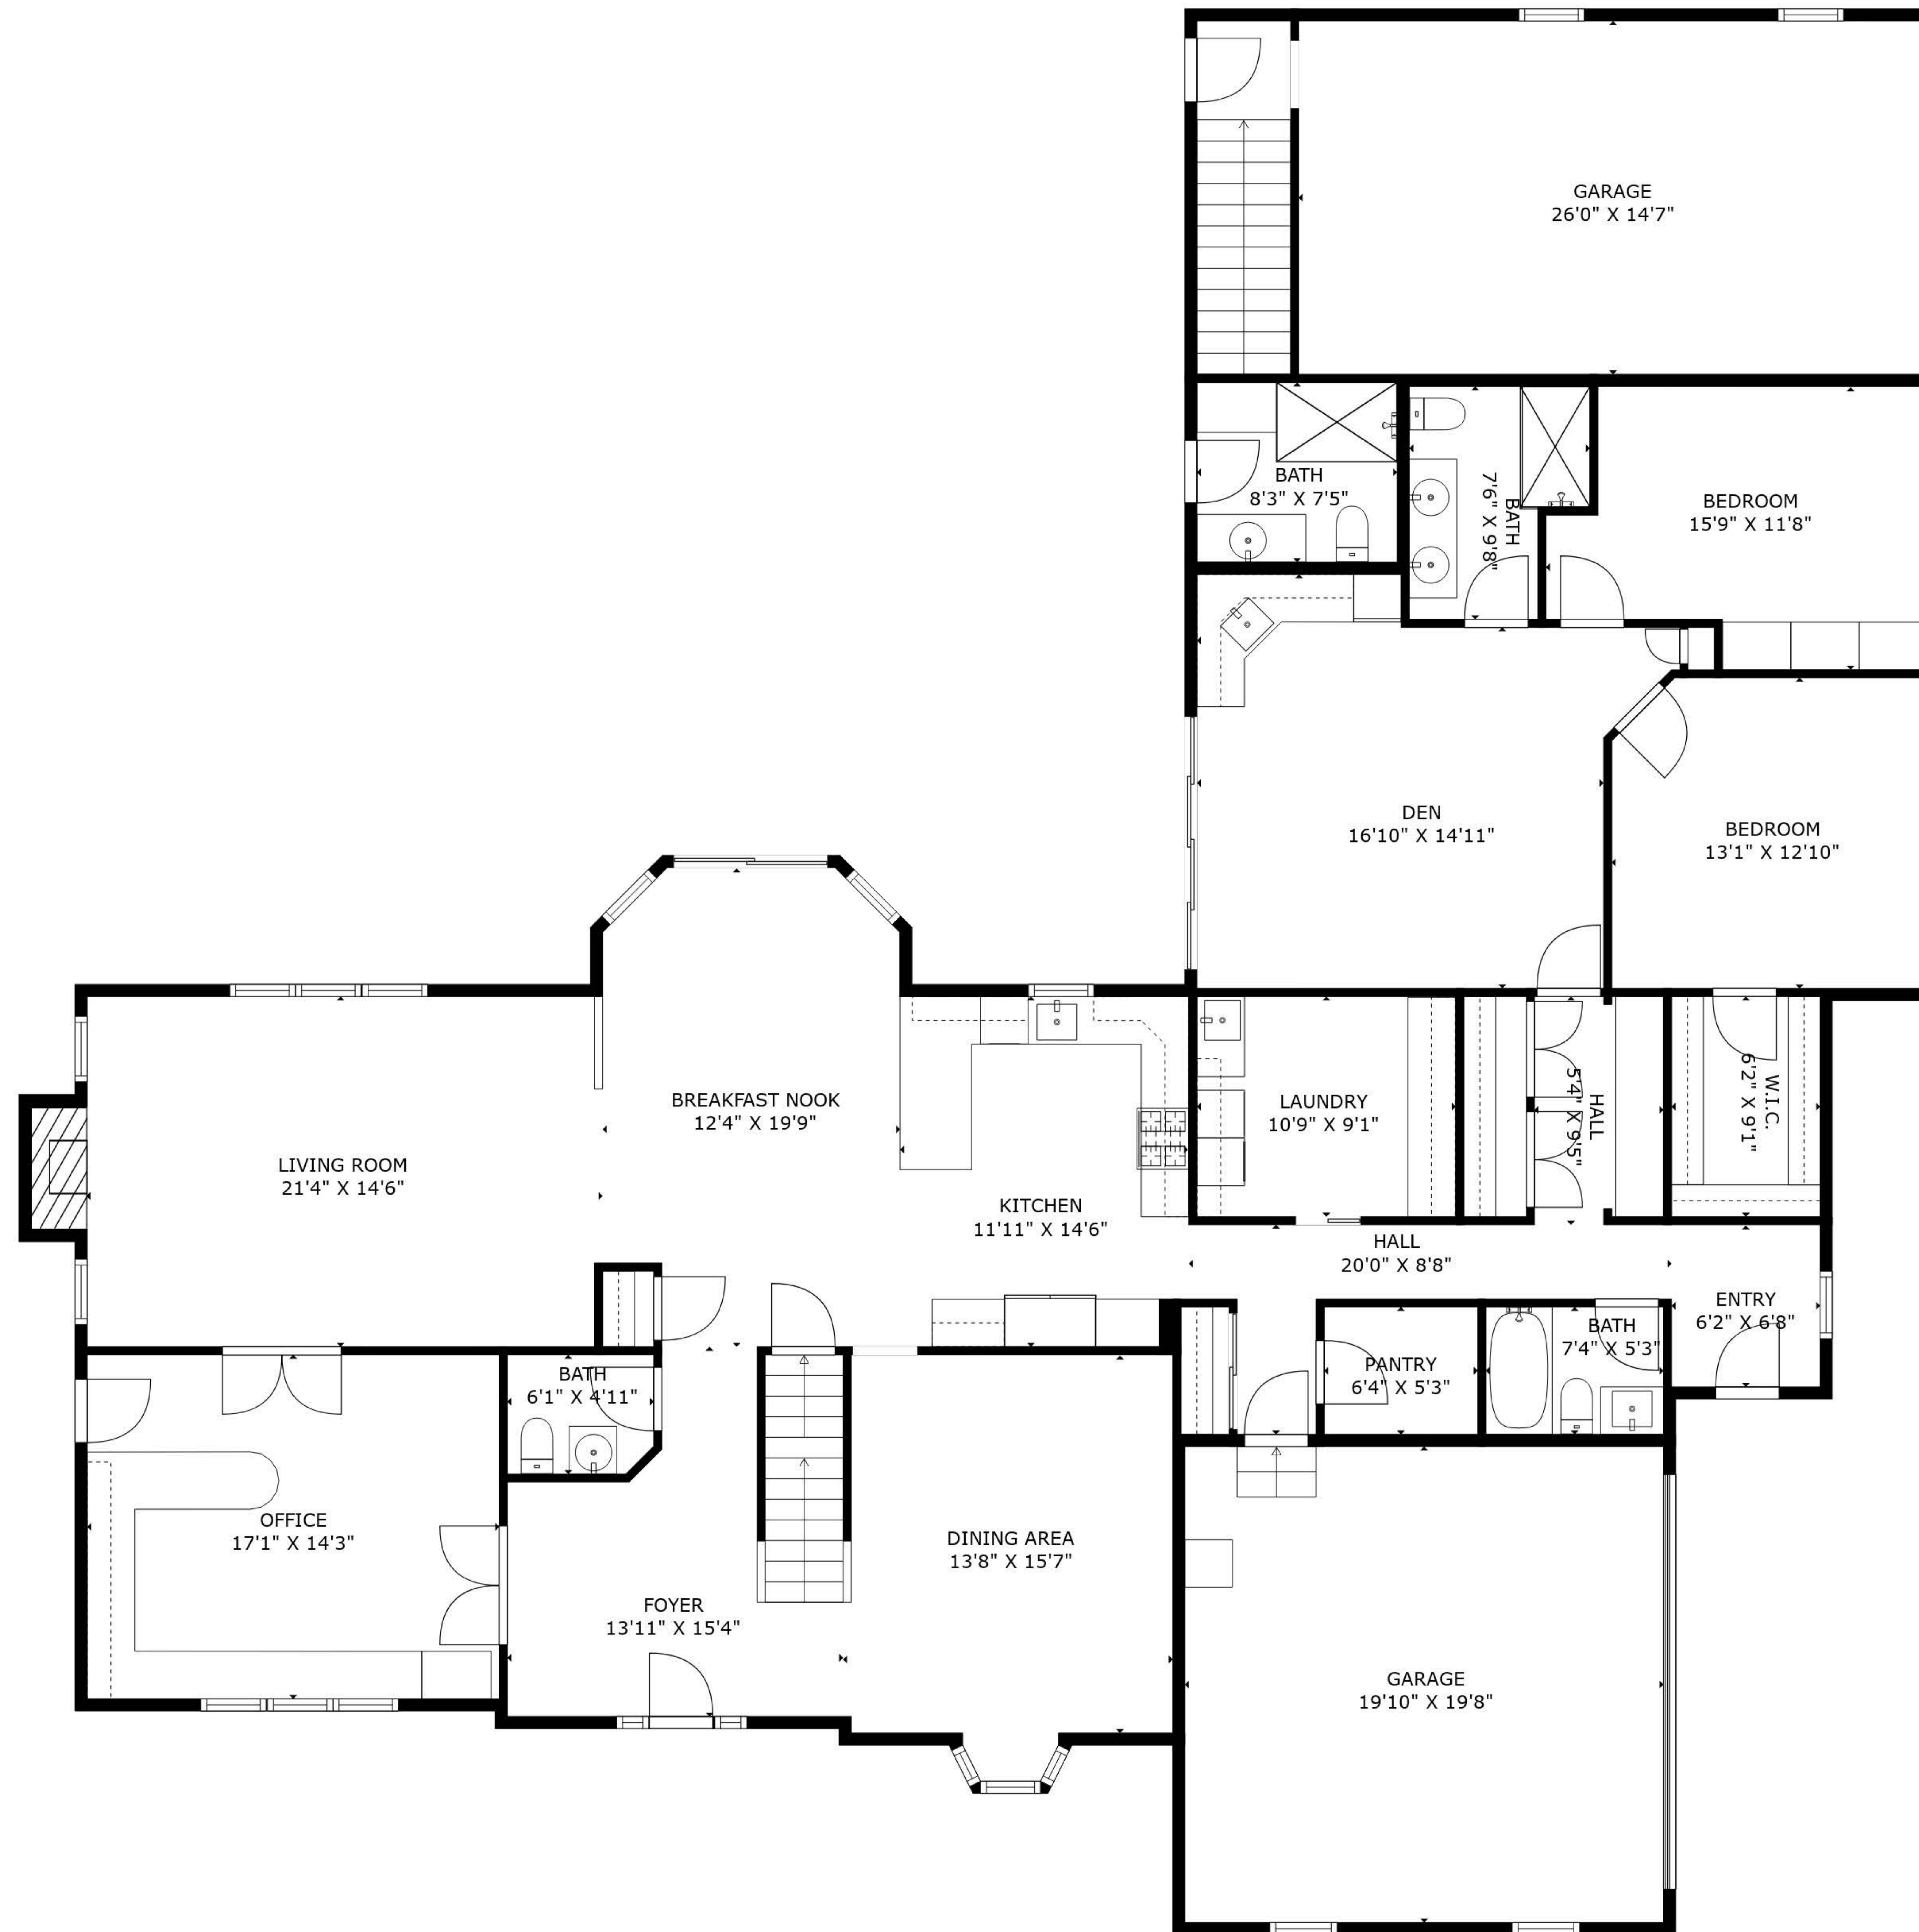 GARAGE
26'0" X 14'7"
BATH
8'3" X 7'5"
BATH
7'6" X 9'8"
BEDROOM
15'9" X 11'8"
DEN
16'10" X 14'11"
BEDROOM
13'1" X 12'10"
BREAKFAST NOOK
12'4" X 19'9"
LIVING ROOM
21'4" X 14'6"
KITCHEN
11'11" X 14'6"
LAUNDRY
10'9" X 9'1"
HALL
5'4" X 9'5"
W.I.C.
6'2" X 9'1"
HALL
20'0" X 8'8"
ENTRY
6'2" X 6'8"
BATH
6'1" X 4'11"
PANTRY
6'4" X 5'3"
BATH
7'4" X 5'3"
OFFICE
17'1" X 14'3"
FOYER
13'11" X 15'4"
DINING AREA
13'8" X 15'7"
GARAGE
19'10" X 19'8"